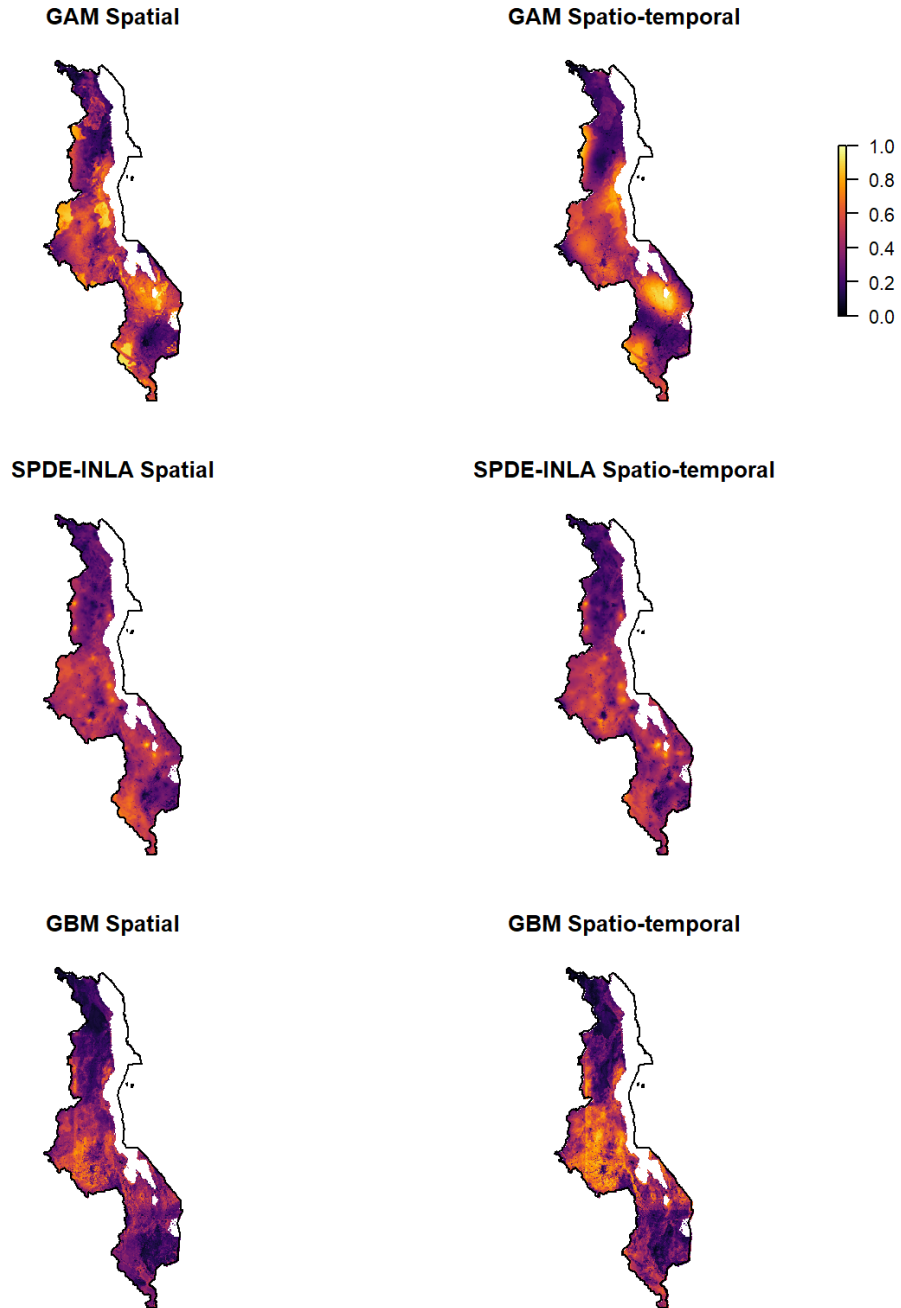 GAM Spatial
GAM Spatio-temporal
1.0
0.8
0.6
0.4
0.2
0.0
SPDE-INLA Spatial
SPDE-INLA Spatio-temporal
GBM Spatial
GBM Spatio-temporal